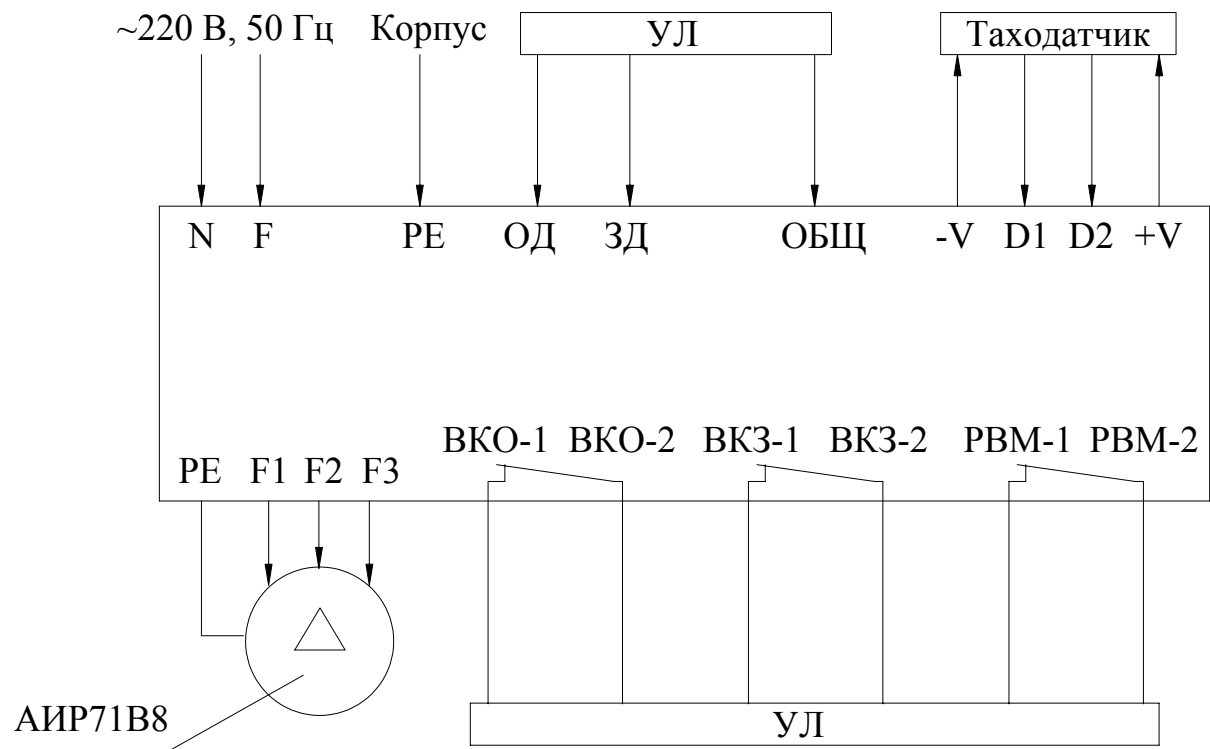 ~220 В, 50 Гц Корпус УЛ Таходатчик
N F PE ОД ЗД ОБЩ -V D1 D2 +V
ВКО-1 ВКО-2 ВКЗ-1 ВКЗ-2 РВМ-1 РВМ-2
PE F1 F2 F3
АИР71В8
УЛ